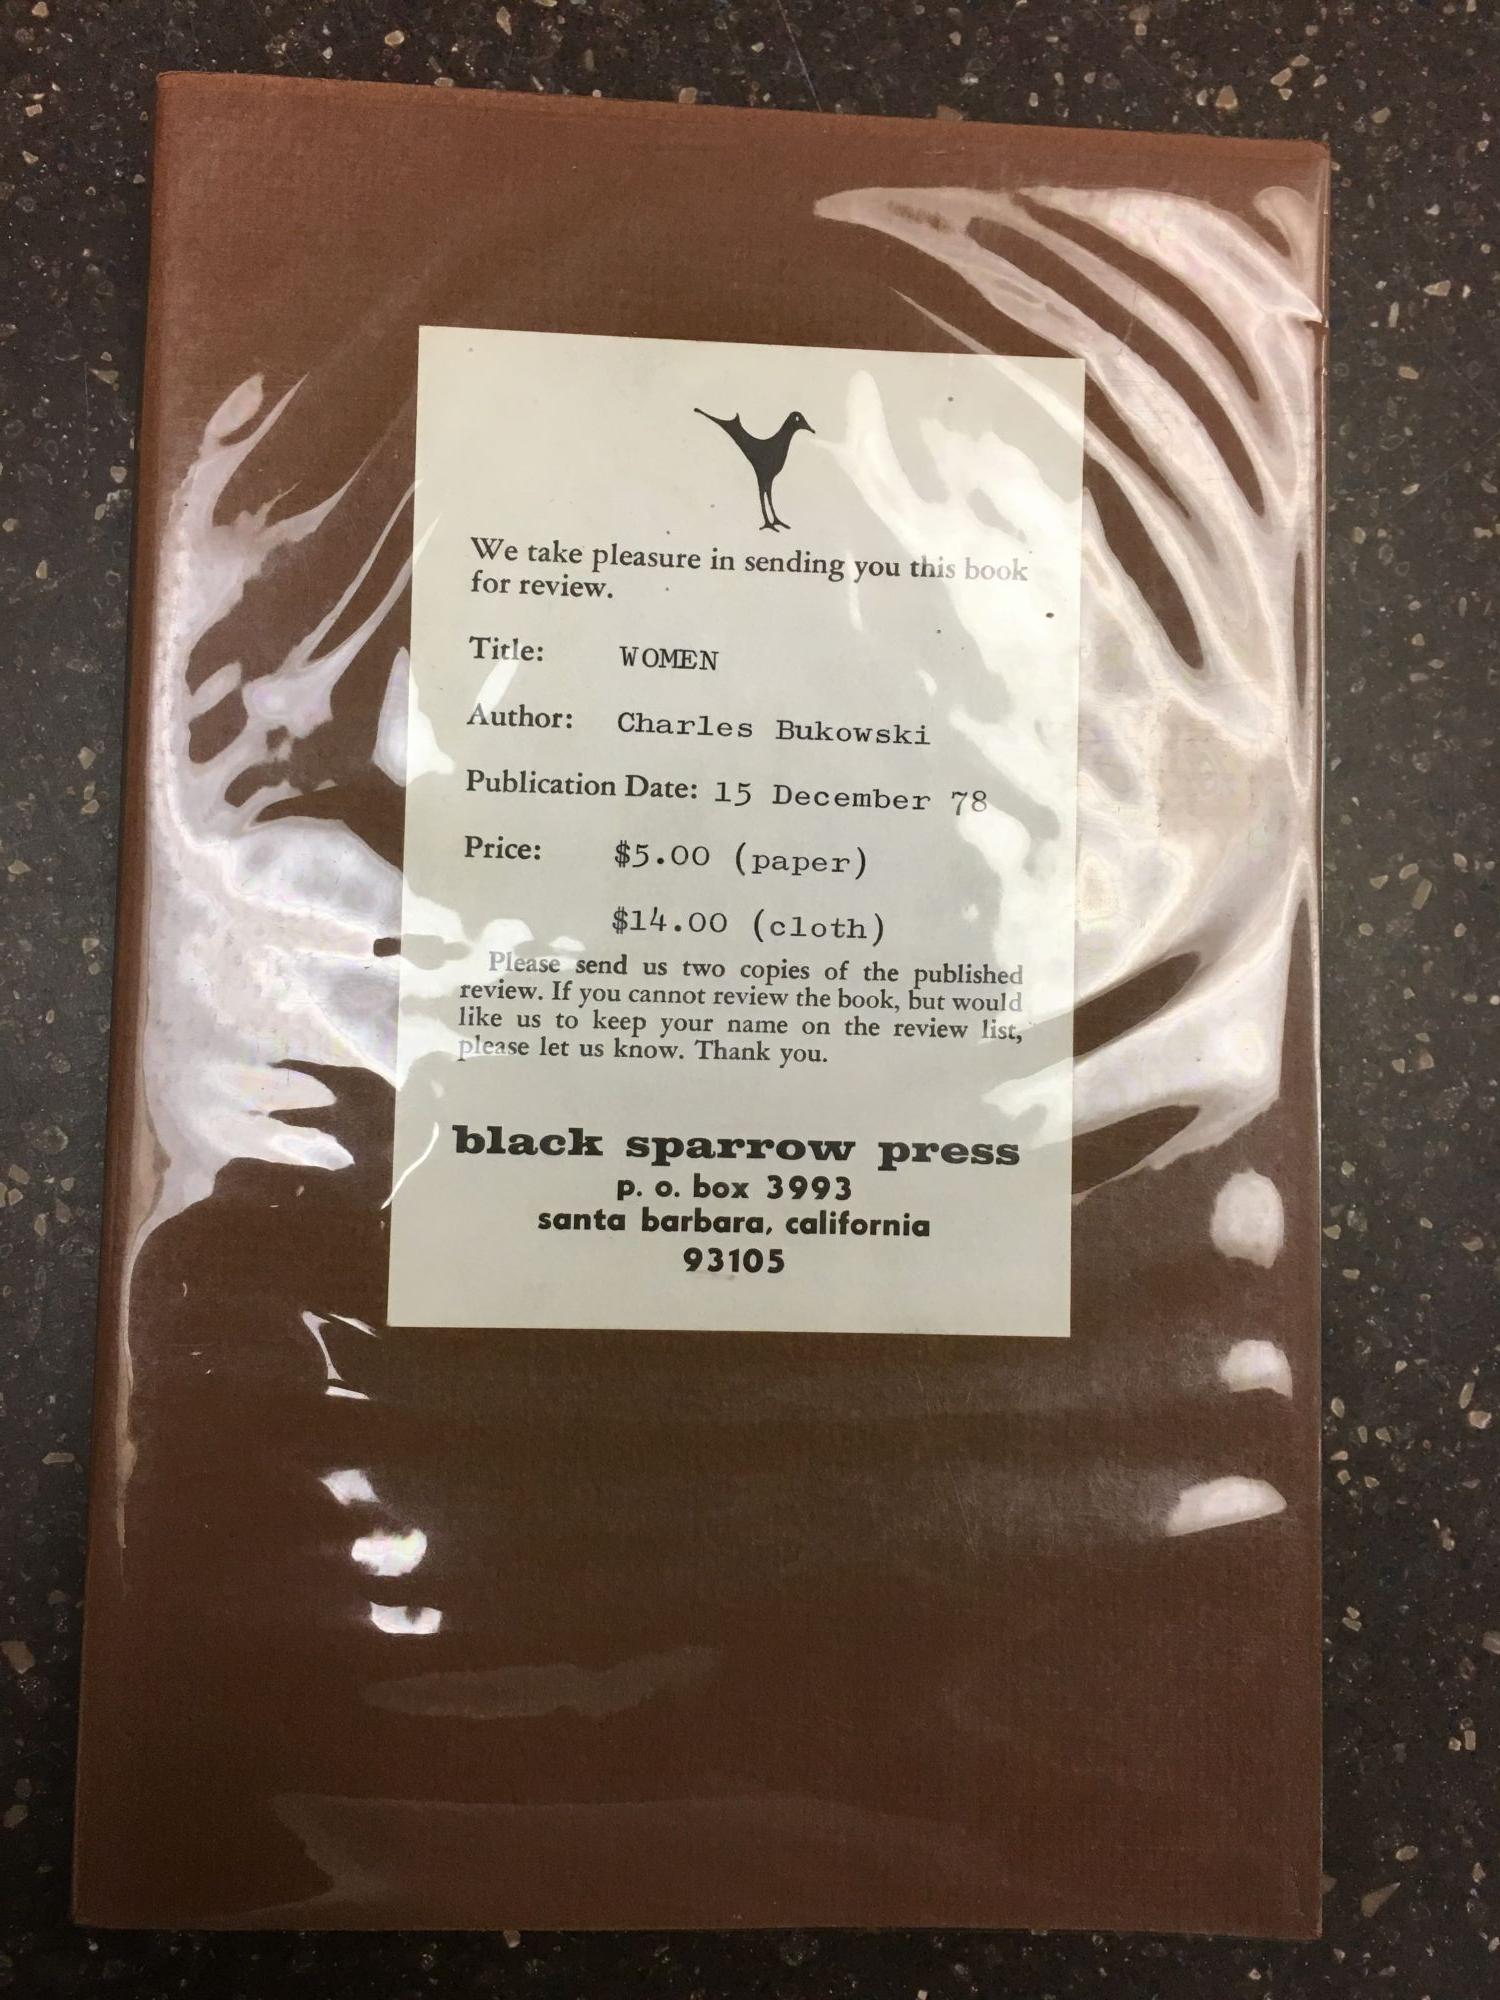 We take pleasure in sending you this book
for review.
Title: WOMEN
Author: Charles Bukowski
Publication Date: 15 December 78
Price: $5.00 (paper)
$14.00 (cloth)
Please send us two copies of the published
review. If you cannot review the book, but would
like us to keep your name on the review list,
please let us know. Thank you.
black sparrow press
p. o. box 3993
santa barbara, california
93105